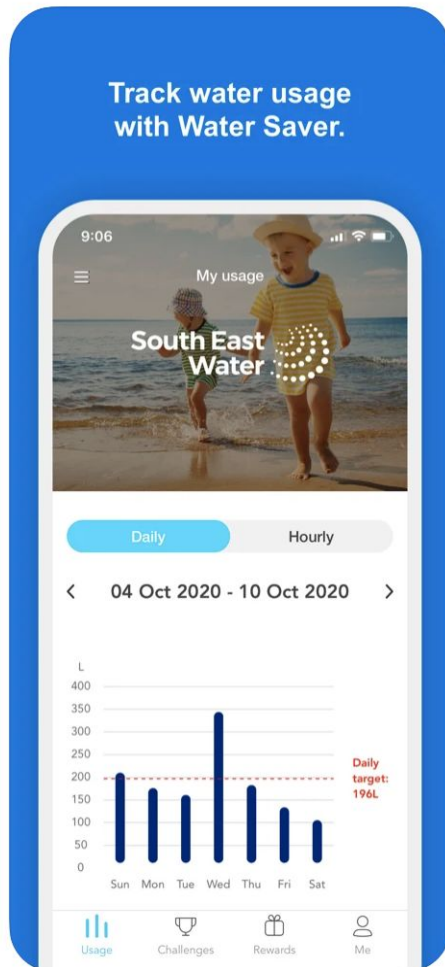 Track water usage
with Water Saver.
9:06
My usage
South East
Water
Daily Hourly
04 Oct 2020 - 10 Oct 2020
L
400
350
300
250
200
150
100
50
0
Daily
target:
196L
Sun Mon Tue Wed Thu Fri Sat
Usage Challenges Rewards Me